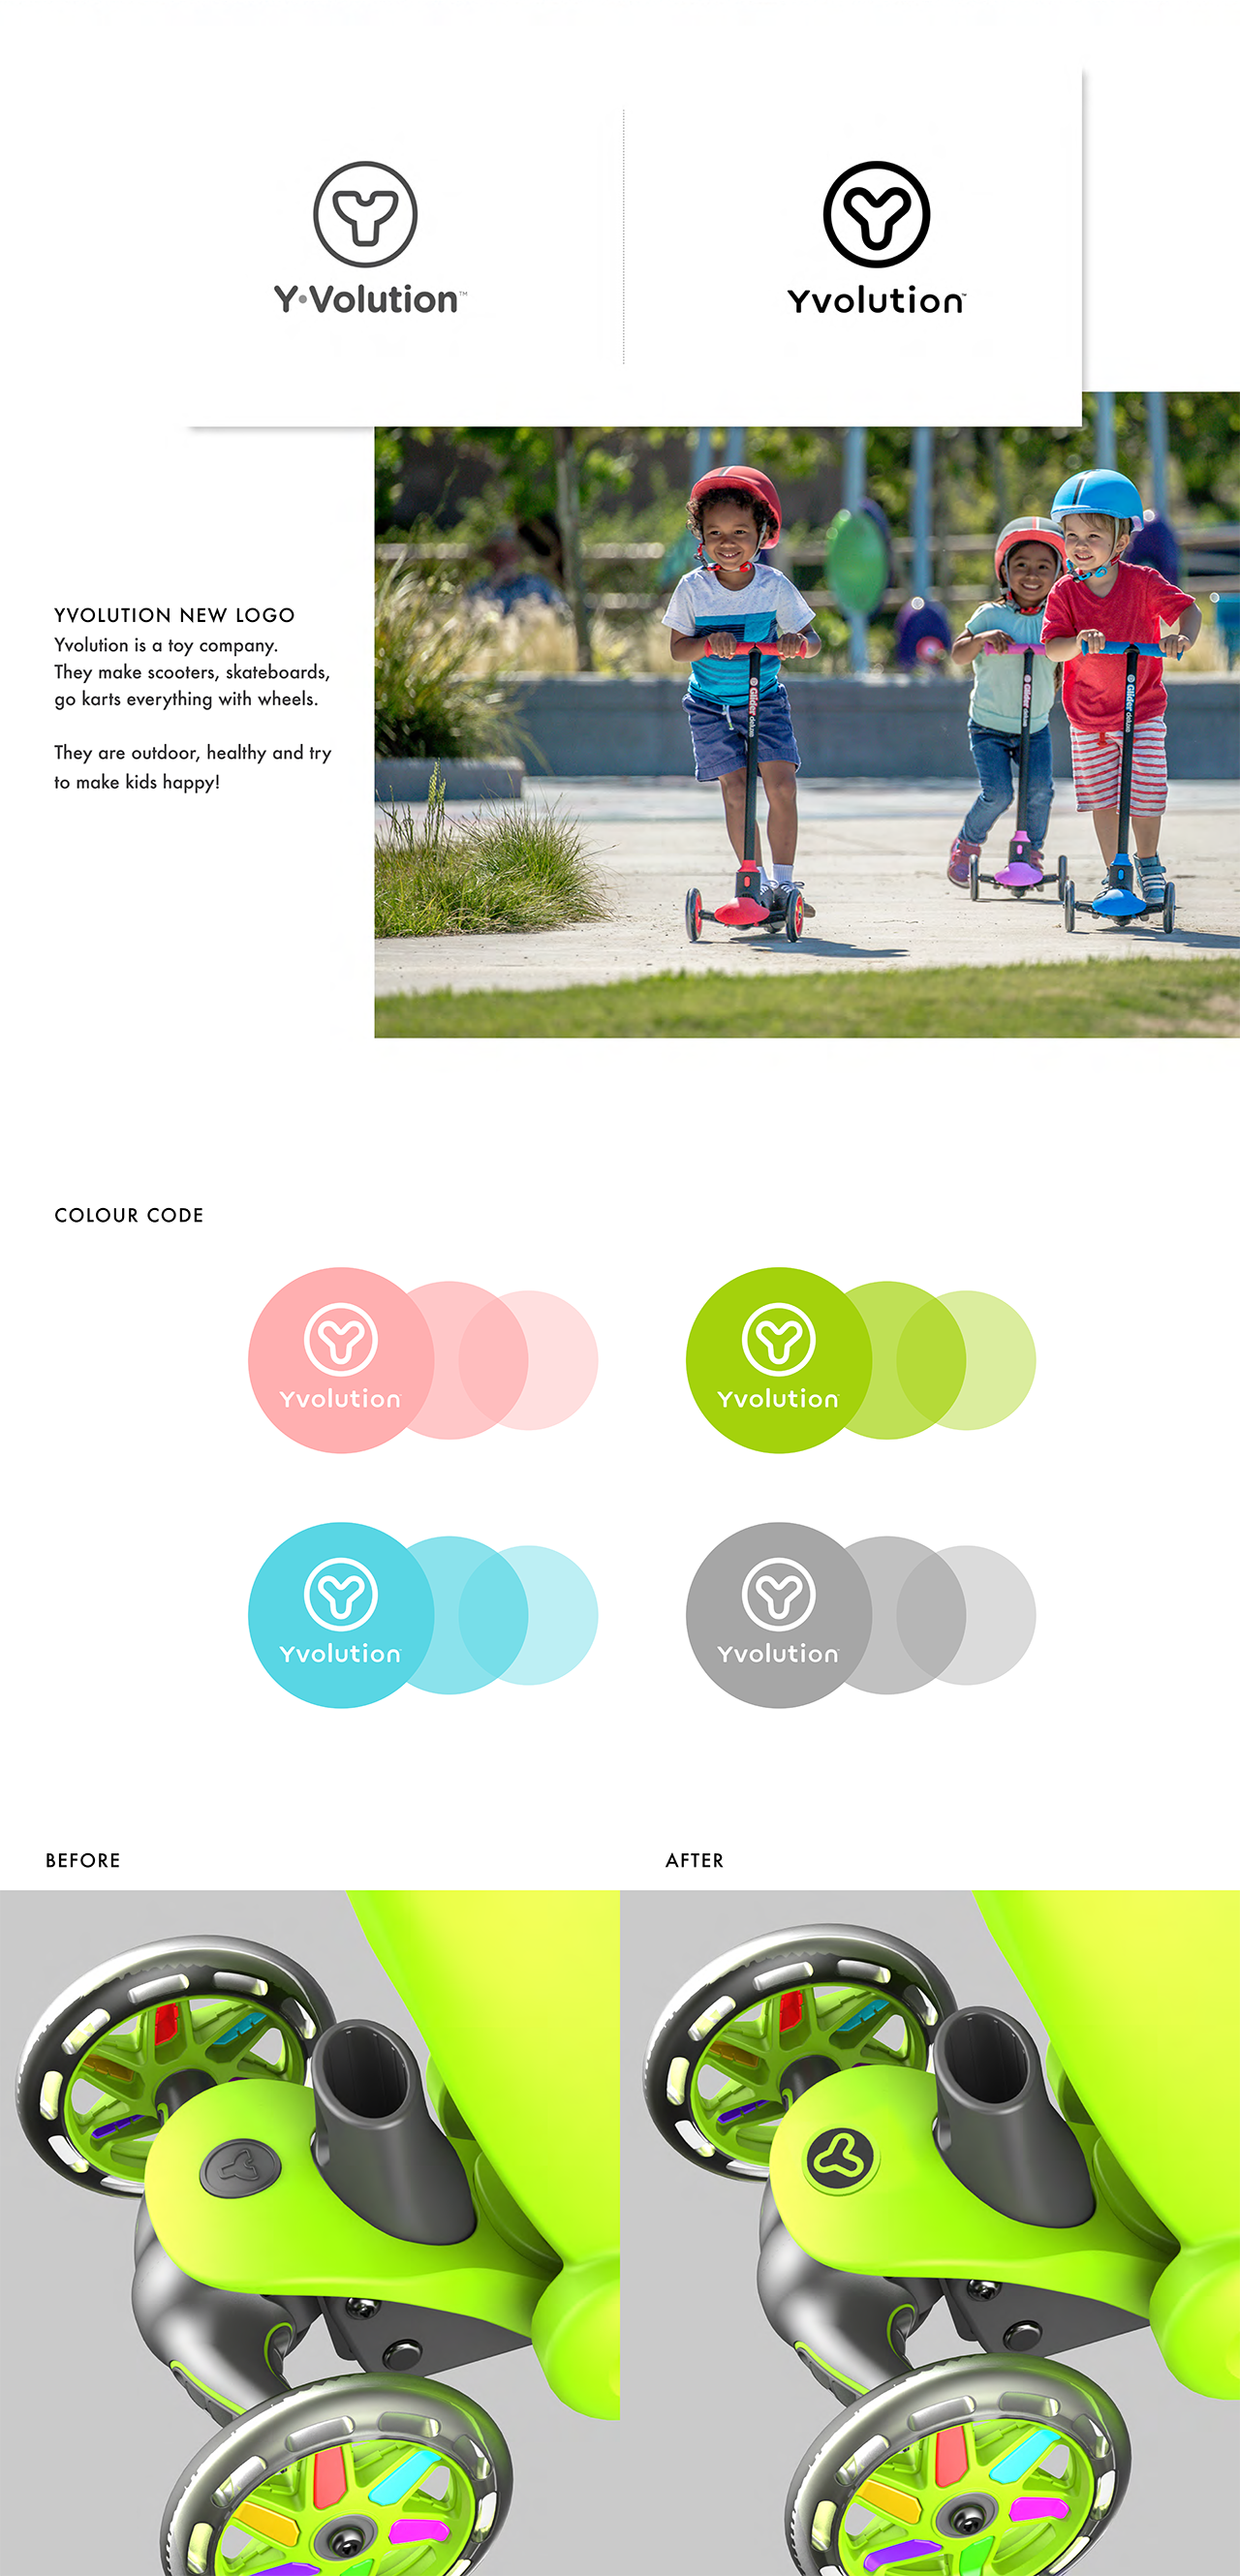 Y•Volution™
Yvolution™
YVOLUTION NEW LOGO
Yvolution is a toy company.
They make scooters, skateboards,
go karts everything with wheels.
They are outdoor, healthy and try
to make kids happy!
Glider deluxe
Glider deluxe
Glider deluxe
COLOUR CODE
Yvolution
Yvolution
Yvolution
Yvolution
BEFORE
AFTER